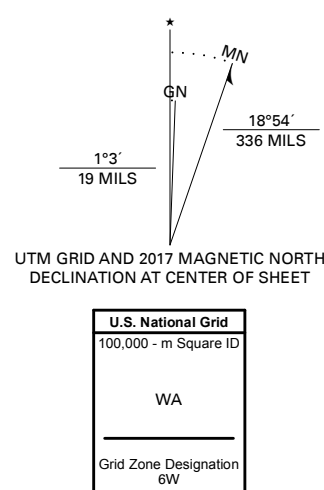 ★
MN
GN
18°54´
336 MILS
1°3´
19 MILS
UTM GRID AND 2017 MAGNETIC NORTH
DECLINATION AT CENTER OF SHEET
U.S. National Grid
100,000 - m Square ID
WA
Grid Zone Designation
6W